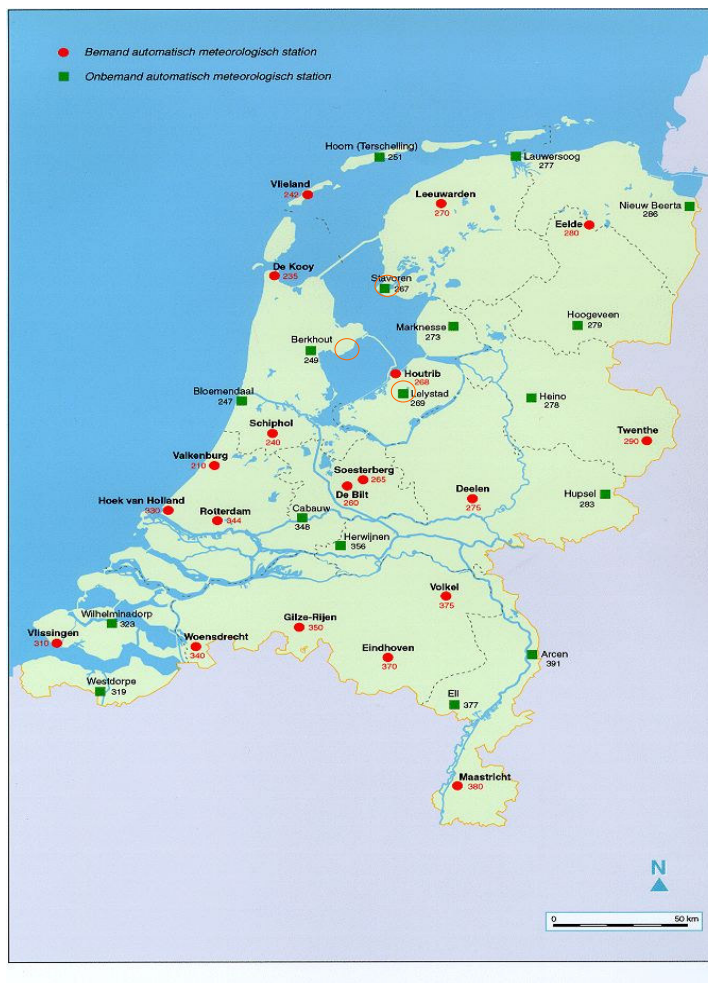 Bemand automatisch meteorologisch station
Onbemand automatisch meteorologisch station
Hoorn (Terschelling)
251
Lauwersoog
277
Vlieland
242
Leeuwarden
270
Nieuw Beerta
286
Eelde
280
De Kooy
235
Stavoren
267
Hoogeveen
279
Marknesse
273
Berkhout
249
Houtrib
268
Lelystad
269
Bloemendaal
247
Heino
278
Schiphol
240
Twenthe
290
Valkenburg
210
Soesterberg
265
De Bilt
260
Deelen
275
Hupsel
283
Hoek van Holland
330
Rotterdam
344
Cabauw
348
Herwijnen
356
Volkel
375
Wilhelminadorp
323
Gilze-Rijen
350
Vlissingen
310
Woensdrecht
340
Eindhoven
370
Arcen
391
Westdorpe
319
Ell
377
Maastricht
380
N
0 50 km